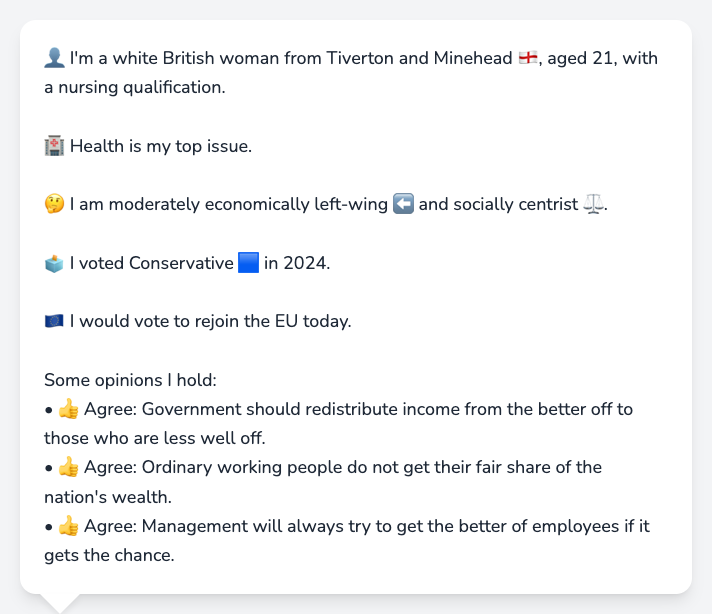 👤 I'm a white British woman from Tiverton and Minehead 🏴󠁧󠁢󠁥󠁮󠁧󠁿, aged 21, with
a nursing qualification.
🏥 Health is my top issue.
🤔 I am moderately economically left-wing ⬅️ and socially centrist ⚖️.
🗳️ I voted Conservative 🟦 in 2024.
🇪🇺 I would vote to rejoin the EU today.
Some opinions I hold:
• 👍 Agree: Government should redistribute income from the better off to
those who are less well off.
• 👍 Agree: Ordinary working people do not get their fair share of the
nation's wealth.
• 👍 Agree: Management will always try to get the better of employees if it
gets the chance.